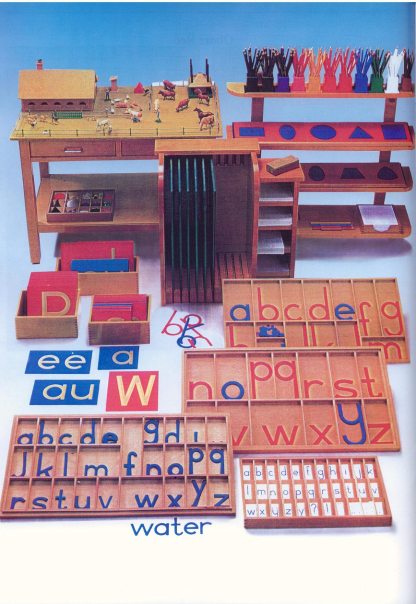 D
ee a
au W
b
a b c d e f g
m
n o p q r s t
v w x y z
a b c d e g d i
j k l m f n o p q
r s t u v w x y z
a b c d e f g h i j k
l m n o p q r s t u v
w x y z y ? !
water